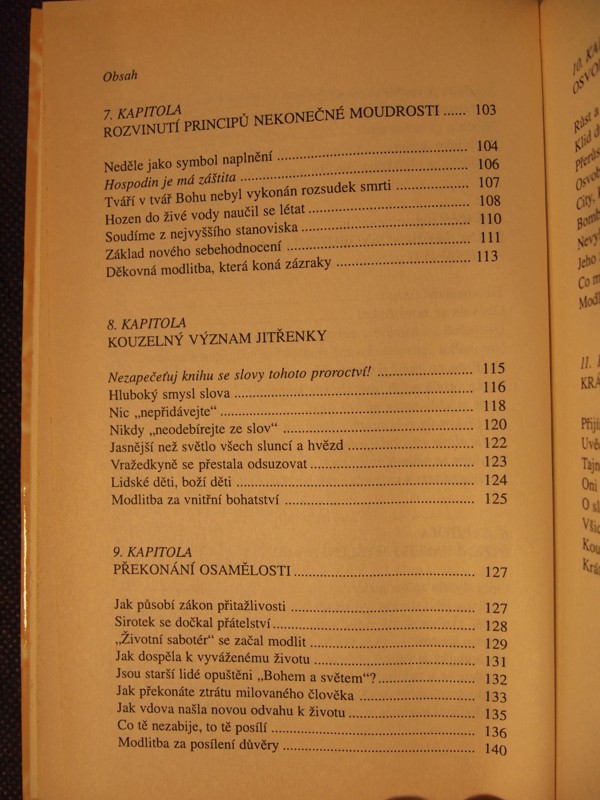 Obsah
7. KAPITOLA
ROZVINUTÍ PRINCIPŮ NEKONEČNÉ MOUDROSTI ...... 103
Neděle jako symbol naplnění ........ 104
Hospodin je má záštita ........ 106
Tváří v tvář Bohu nebyl vykonán rozsudek smrti ........ 107
Hozen do živé vody naučil se létat ........ 108
Soudíme z nejvyššího stanoviska ........ 110
Základ nového sebehodnocení ........ 111
Děkovná modlitba, která koná zázraky ........ 113
8. KAPITOLA
KOUZELNÝ VÝZNAM JITŘENKY
Nezapečeťuj knihu se slovy tohoto proroctví! ........ 115
Hluboký smysl slova ........ 116
Nic „nepřidávejte“ ........ 118
Nikdy „neodebírejte ze slov“ ........ 120
Jasnější než světlo všech sluncí a hvězd ........ 122
Vražedkyně se přestala odsuzovat ........ 123
Lidské děti, boží děti ........ 124
Modlitba za vnitřní bohatství ........ 125
9. KAPITOLA
PŘEKONÁNÍ OSAMĚLOSTI ........ 127
Jak působí zákon přitažlivosti ........ 127
Sirotek se dočkal přátelství ........ 128
„Životní sabotér“ se začal modlit ........ 129
Jak dospěla k vyváženému životu ........ 131
Jsou starší lidé opuštěni „Bohem a světem“? ........ 132
Jak překonáte ztrátu milovaného člověka ........ 133
Jak vdova našla novou odvahu k životu ........ 135
Co tě nezabije, to tě posílí ........ 136
Modlitba za posílení důvěry ........ 140
10.
Růst a
Klid
Co
11.
Oni
O